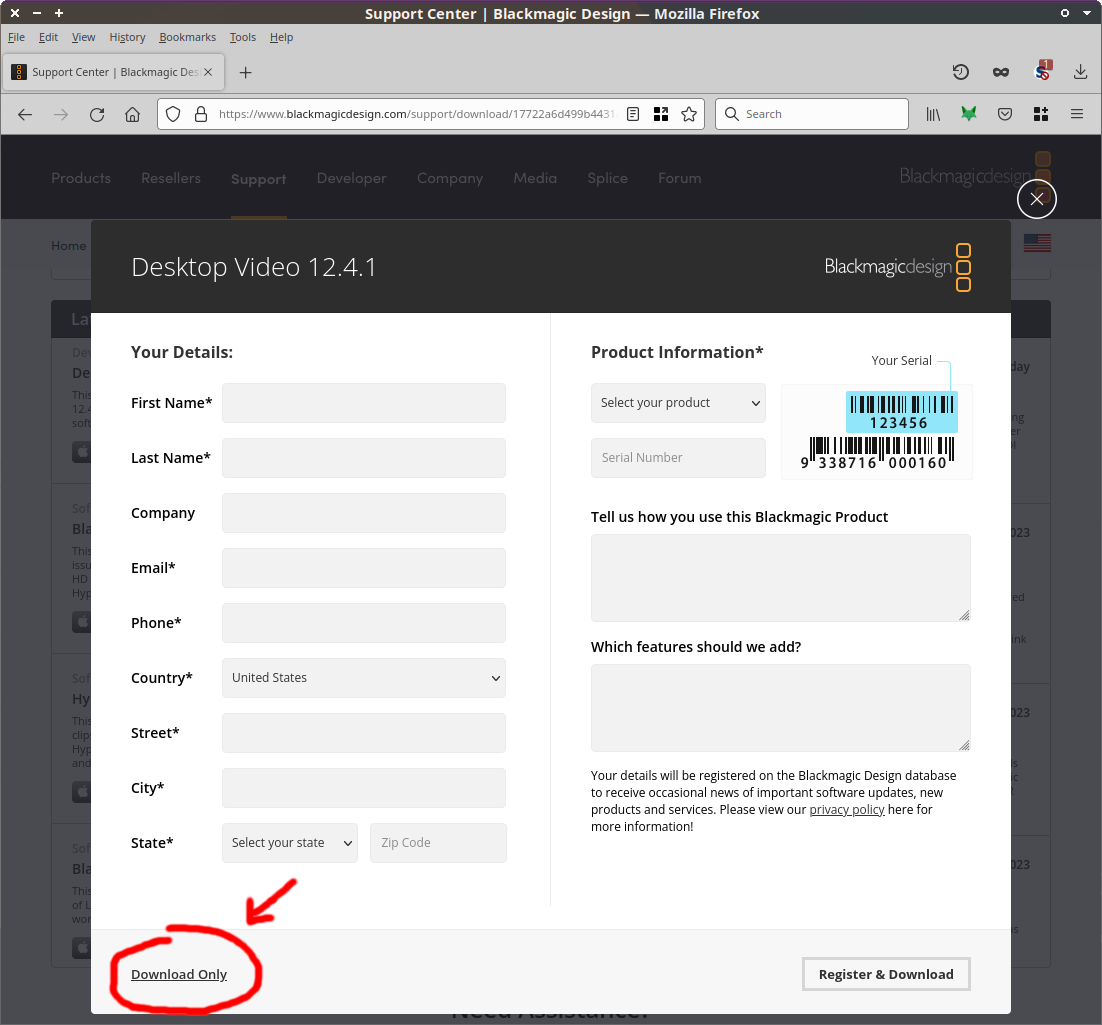 Support Center | Blackmagic Design — Mozilla Firefox
File Edit View History Bookmarks Tools Help
Support Center | Blackmagic Des
1
https://www.blackmagicdesign.com/support/download/17722a6d499b4431
Search
Products Resellers Support Developer Company Media Splice Forum
Blackmagicdesign
Home
Desktop Video 12.4.1
Blackmagicdesign
Your Details:
First Name*
Last Name*
Company
Email*
Phone*
Country* United States
Street*
City*
State* Select your state Zip Code
Product Information*
Your Serial
Select your product
123456
Serial Number
9 338716 000160
Tell us how you use this Blackmagic Product
Which features should we add?
Your details will be registered on the Blackmagic Design database
to receive occasional news of important software updates, new
products and services. Please view our privacy policy here for
more information!
Download Only
Register & Download
Need Assistance?